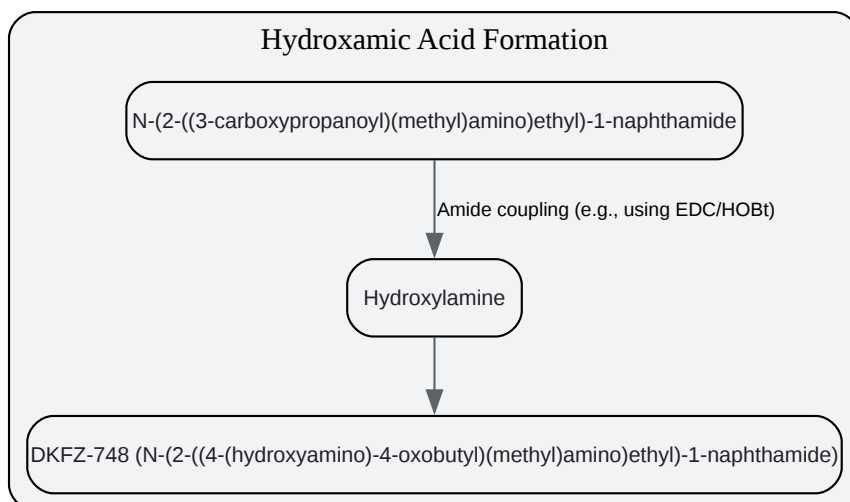 Hydroxamic Acid Formation
N-(2-((3-carboxypropanoyl)(methyl)amino)ethyl)-1-naphthamide
Amide coupling (e.g., using EDC/HOBt)
Hydroxylamine
DKFZ-748 (N-(2-((4-(hydroxyamino)-4-oxobutyl)(methyl)amino)ethyl)-1-naphthamide)